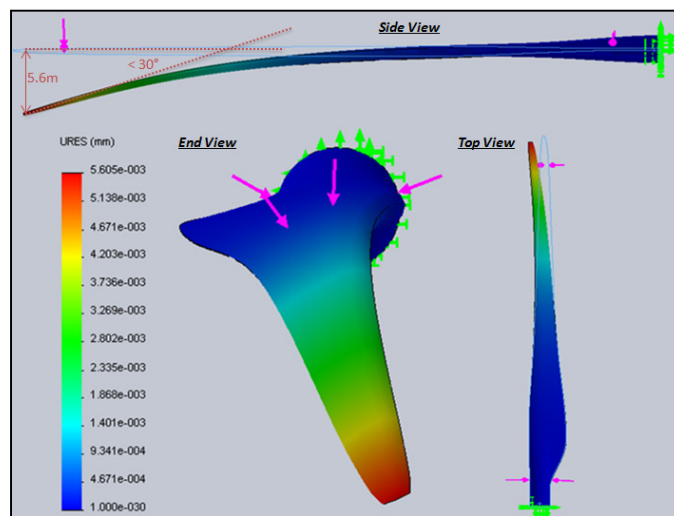 Side View
< 30°
5.6m
URES (mm)
End View
Top View
5.605e-003
5.138e-003
4.671e-003
4.203e-003
3.736e-003
3.269e-003
2.802e-003
2.335e-003
1.868e-003
1.401e-003
9.341e-004
4.671e-004
1.000e-030